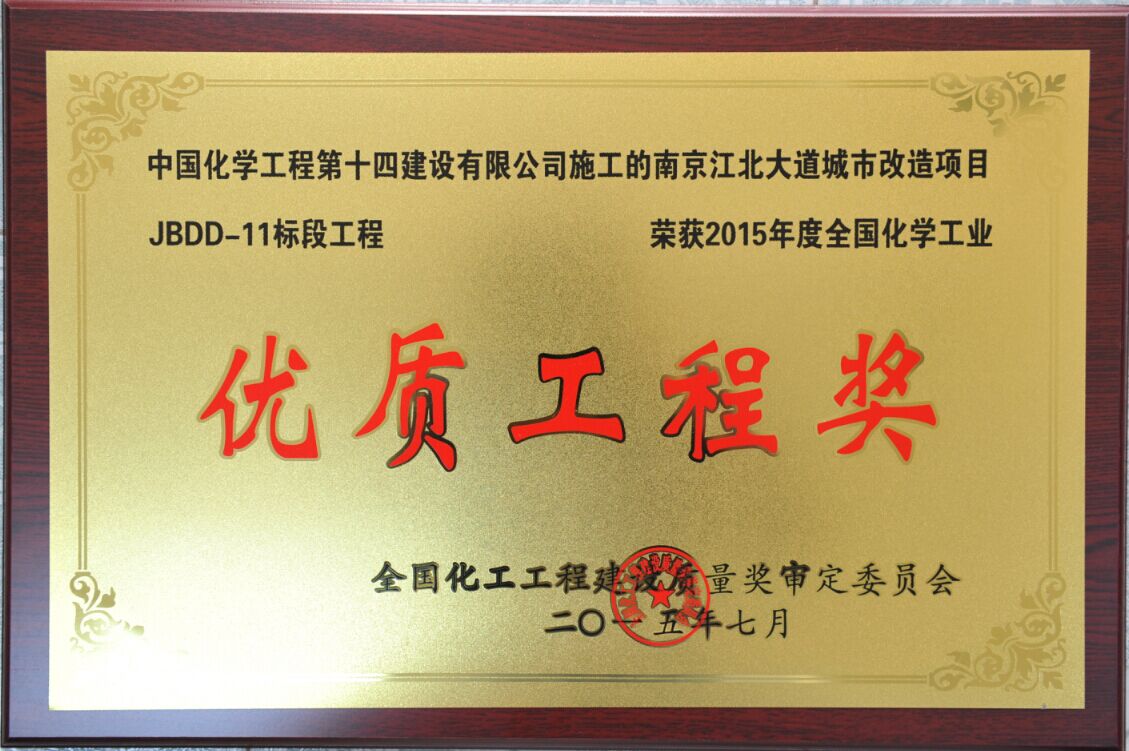 中国化学工程第十四建设有限公司施工的南京江北大道城市改造项目
JBDD-11标段工程 荣获2015年度全国化学工业
优质工程奖
全国化工工程建设质量奖审定委员会
二〇一五年七月